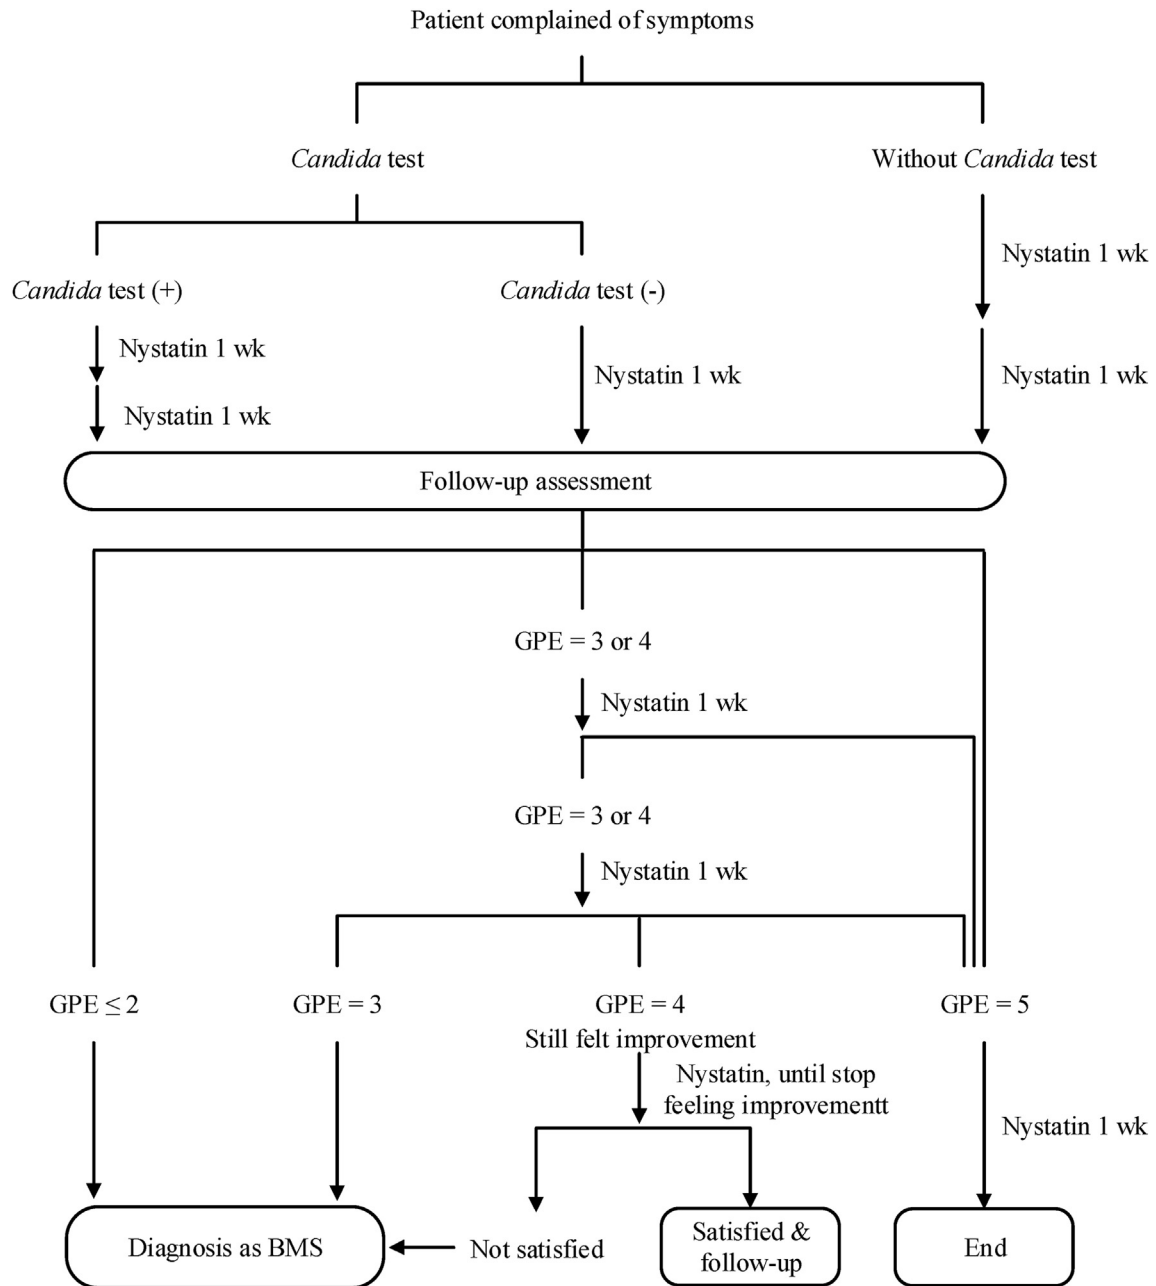 Patient complained of symptoms
Candida test
Without Candida test
Nystatin 1 wk
Candida test (+)
Candida test (-)
Nystatin 1 wk
Nystatin 1 wk
Nystatin 1 wk
Nystatin 1 wk
Follow-up assessment
GPE = 3 or 4
Nystatin 1 wk
GPE = 3 or 4
Nystatin 1 wk
GPE ≤ 2
GPE = 3
GPE = 4
GPE = 5
Still felt improvement
Nystatin, until stop
feeling improvementt
Nystatin 1 wk
Diagnosis as BMS
Not satisfied
Satisfied &
follow-up
End